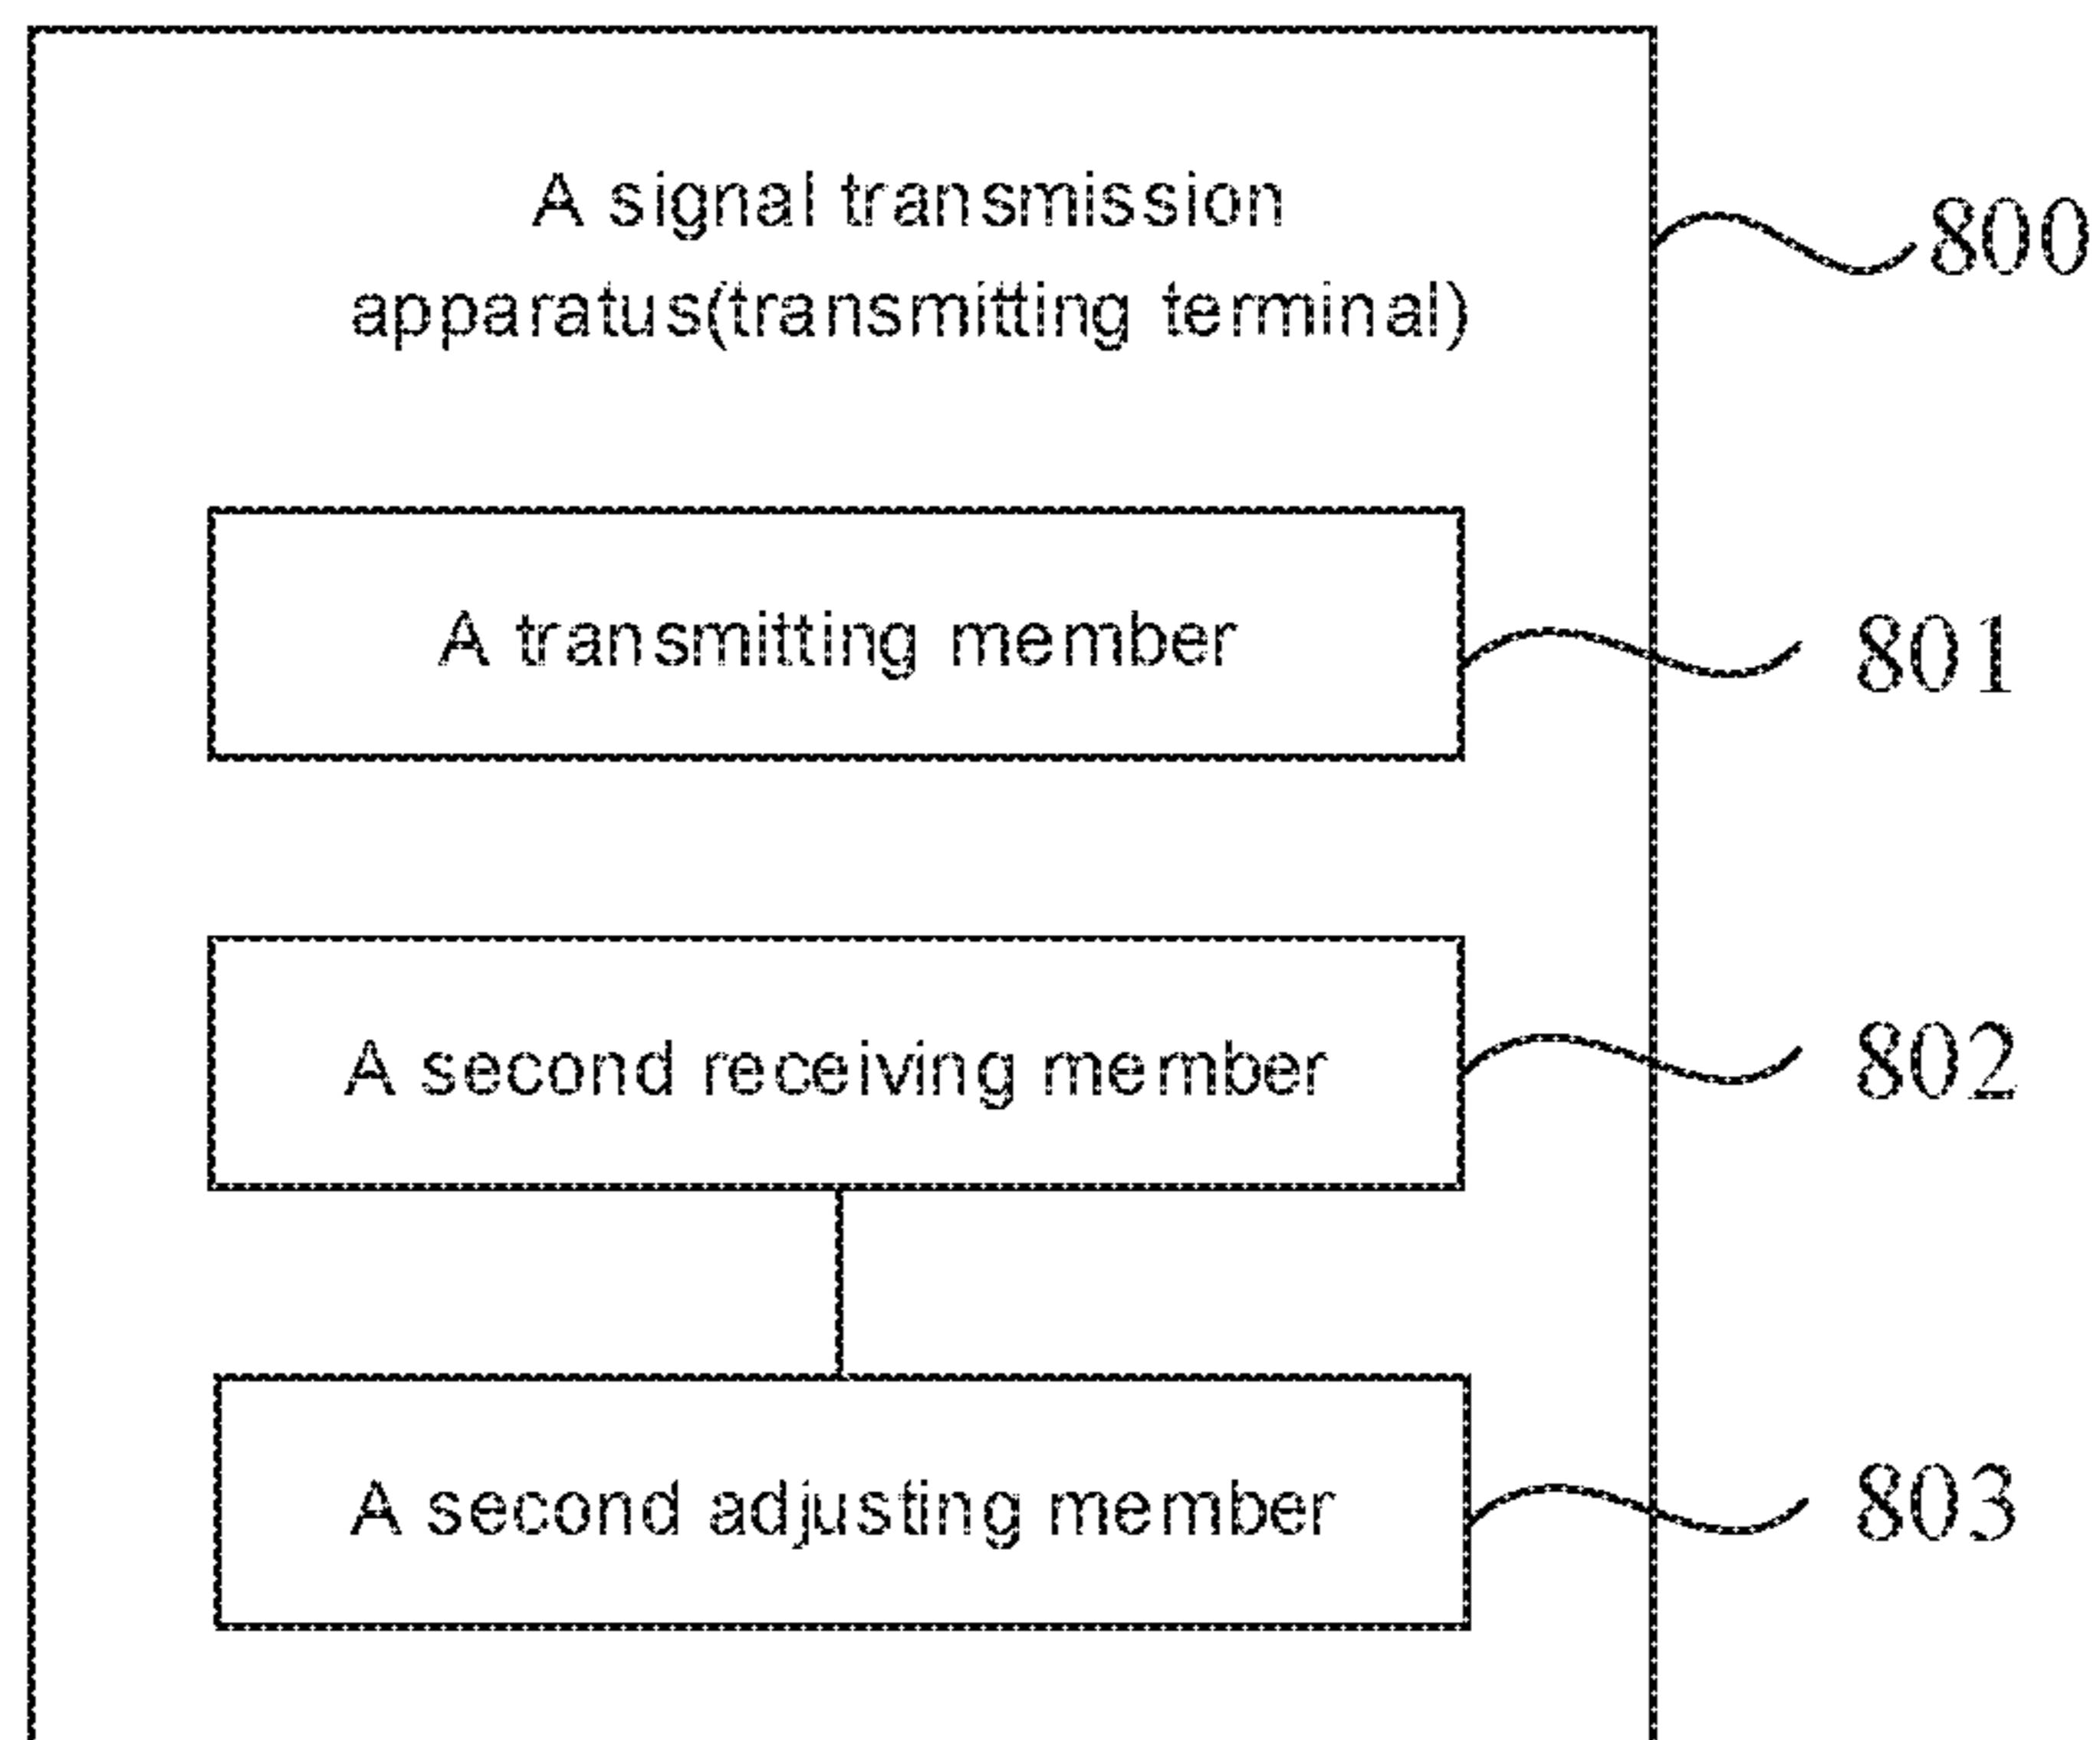 A signal transmission
apparatus(transmitting terminal)
800
A transmitting member
801
A second receiving member
802
A second adjusting member
803